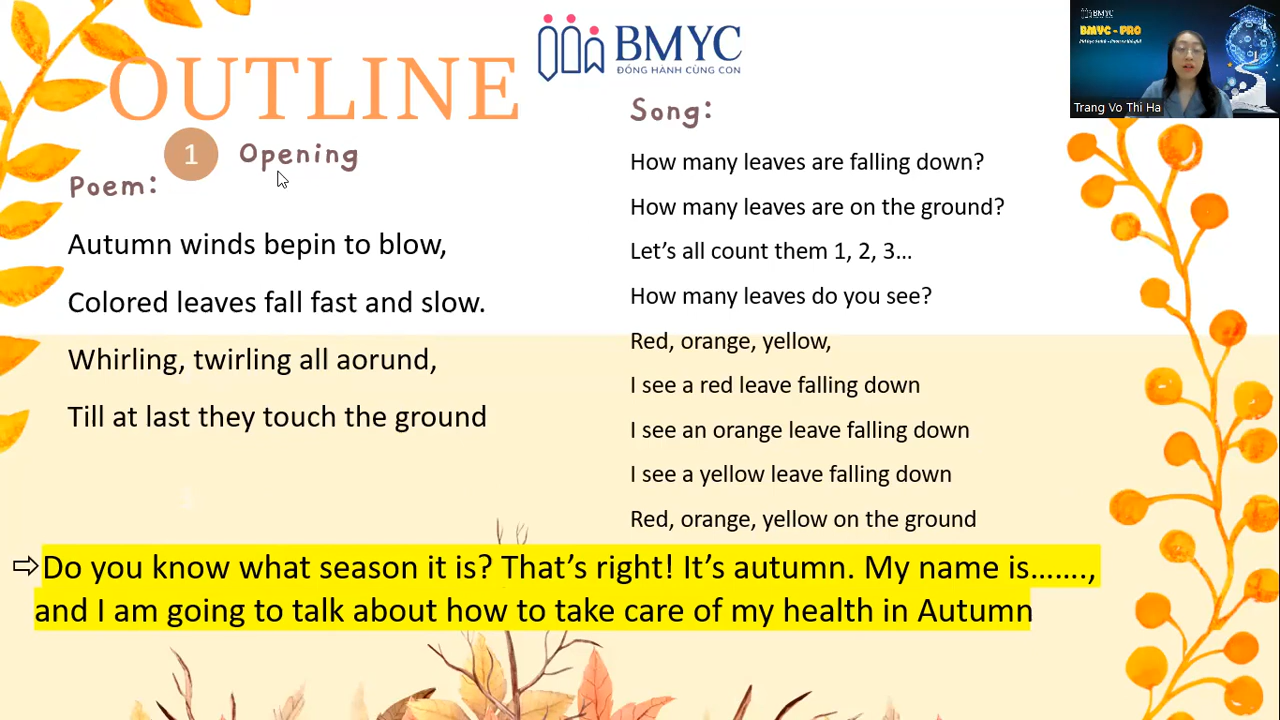 OUTLINE
BMYC
ĐỒNG HÀNH CÙNG CON
1 Opening
Poem:
Autumn winds bepin to blow,
Colored leaves fall fast and slow.
Whirling, twirling all aorund,
Till at last they touch the ground
Song:
How many leaves are falling down?
How many leaves are on the ground?
Let’s all count them 1, 2, 3…
How many leaves do you see?
Red, orange, yellow,
I see a red leave falling down
I see an orange leave falling down
I see a yellow leave falling down
Red, orange, yellow on the ground
⇨Do you know what season it is? That’s right! It’s autumn. My name is…….,
and I am going to talk about how to take care of my health in Autumn
BMYC
BMYC - PRO
Trang Vo Thi Ha